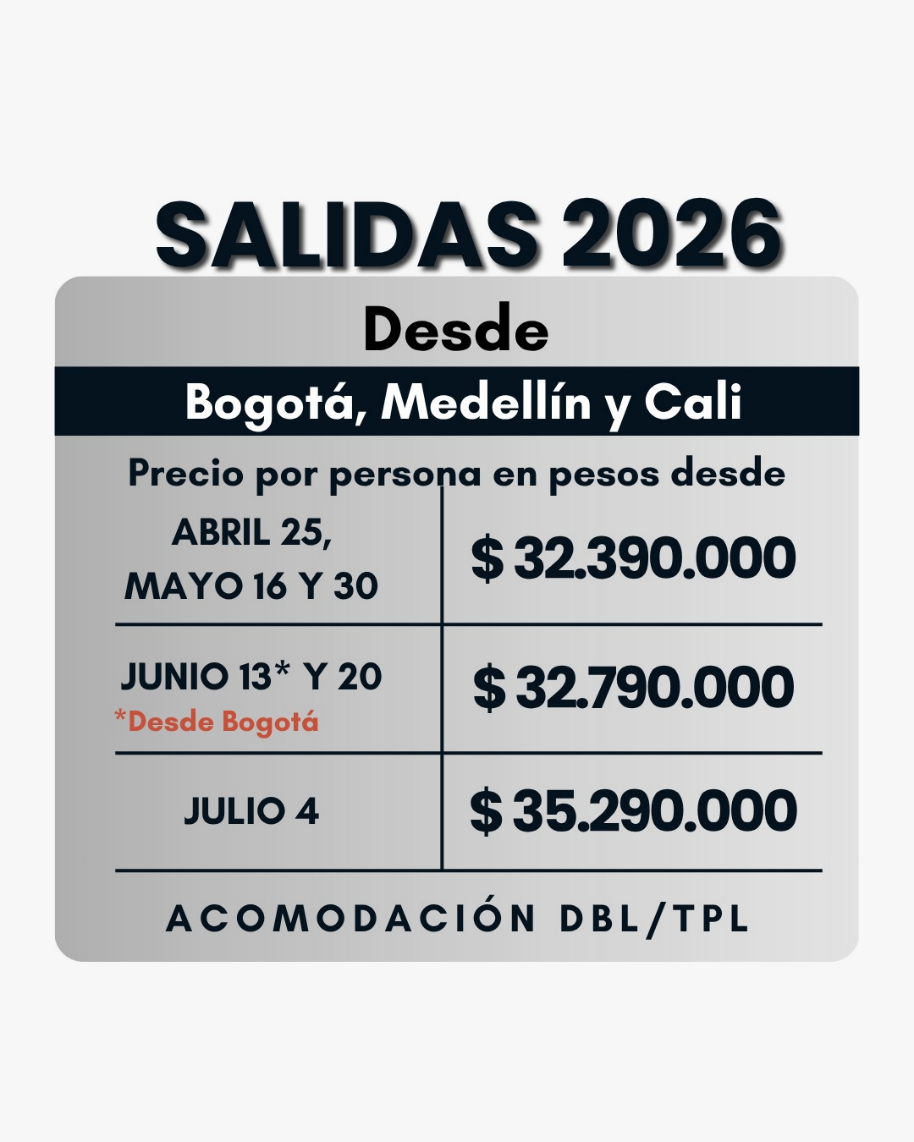 SALIDAS 2026
Desde
Bogotá, Medellín y Cali
Precio por persona en pesos desde
ABRIL 25,
MAYO 16 Y 30
$ 32.390.000
JUNIO 13* Y 20
*Desde Bogotá
$ 32.790.000
JULIO 4
$ 35.290.000
ACOMODACIÓN DBL/TPL